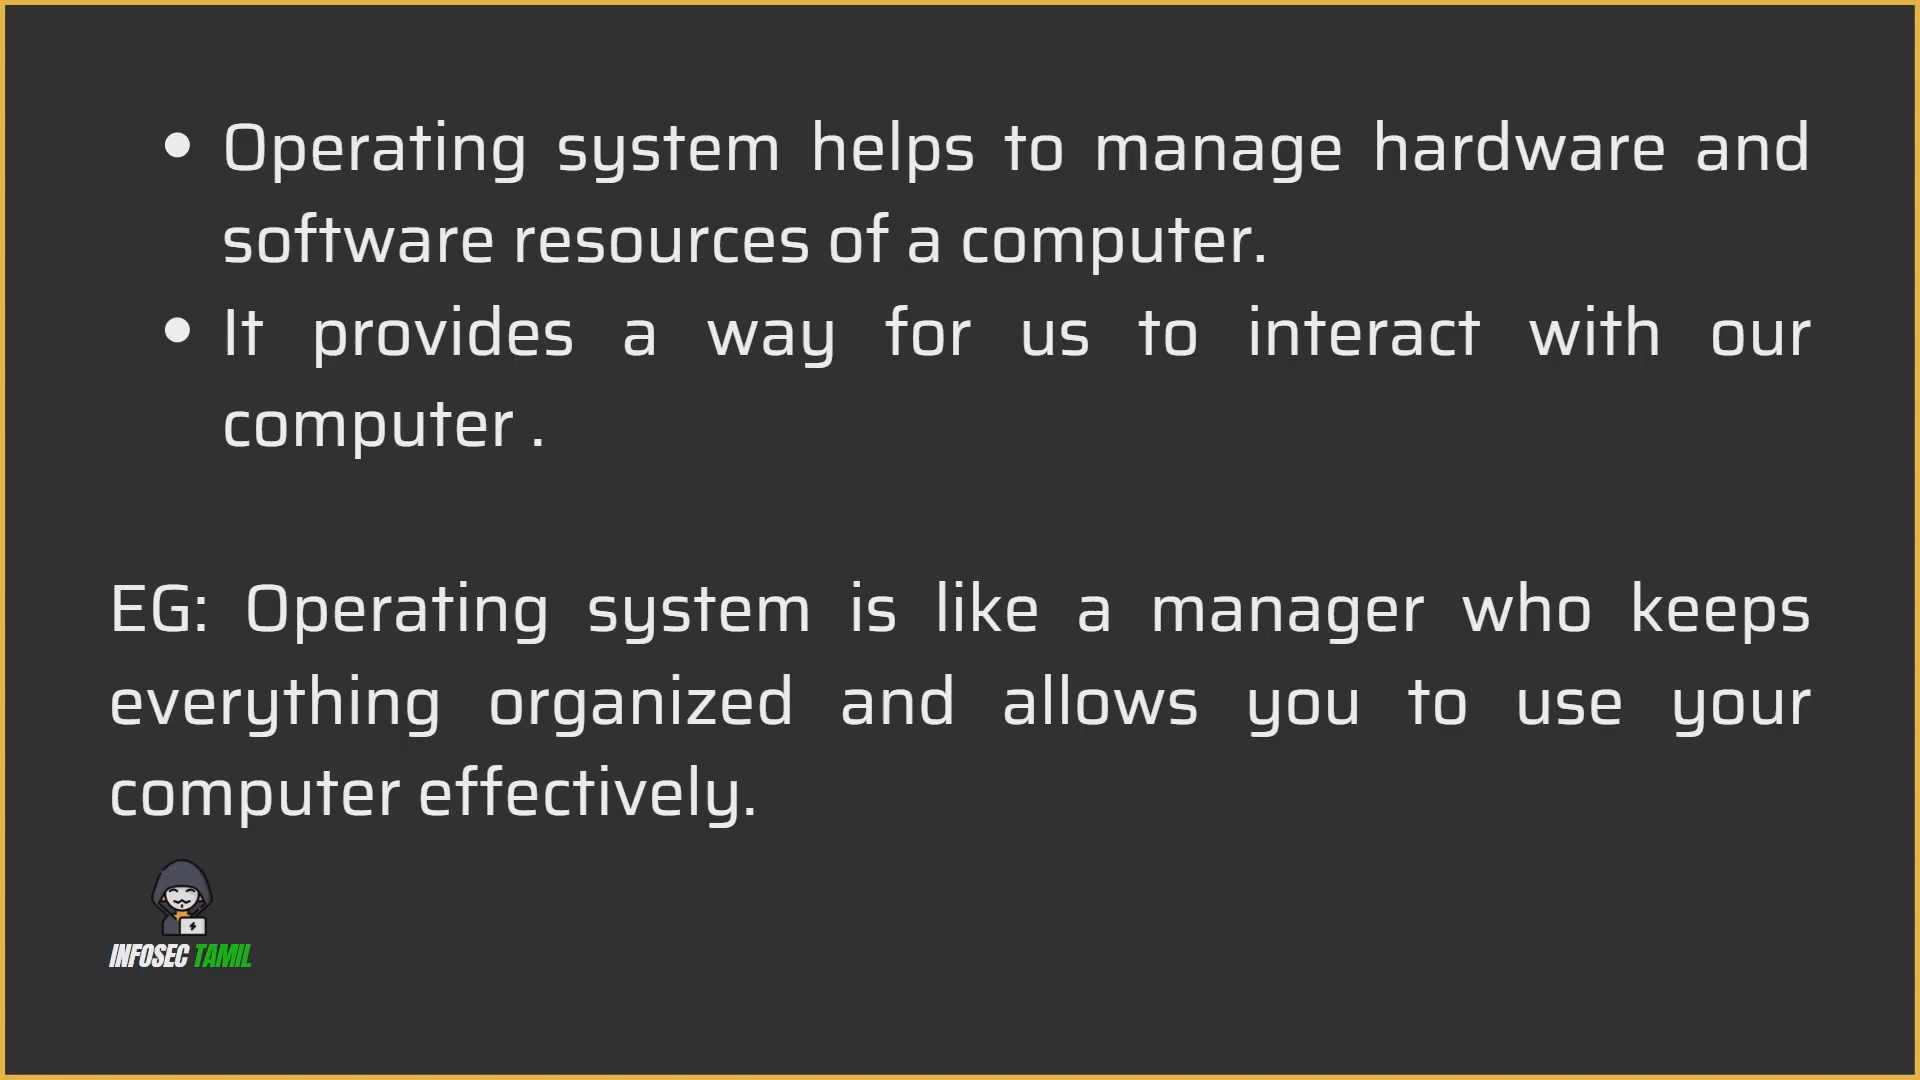 • Operating system helps to manage hardware and
software resources of a computer.
• It provides a way for us to interact with our
computer .
EG: Operating system is like a manager who keeps
everything organized and allows you to use your
computer effectively.
INFOSEC TAMIL